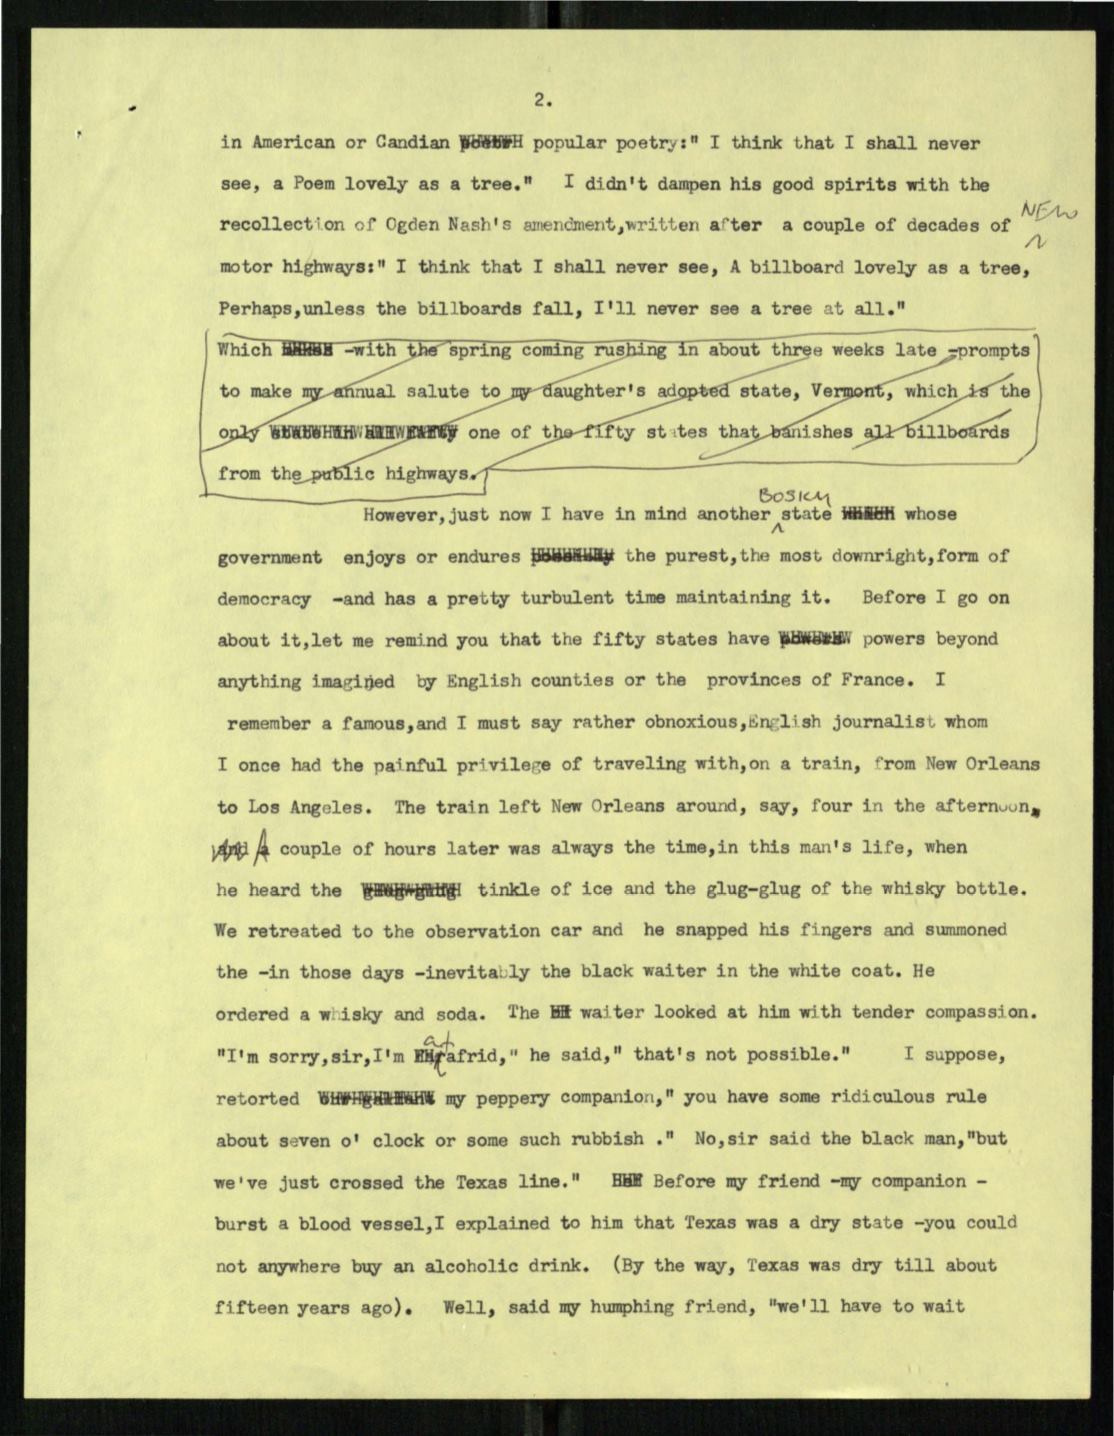 2.
in American or Candian popular poetry:" I think that I shall never
see, a Poem lovely as a tree."   I didn't dampen his good spirits with the
recollection of Ogden Nash's amendment,written after  a couple of decades of NEW
motor highways:" I think that I shall never see, A billboard lovely as a tree,
Perhaps,unless the billboards fall, I'll never see a tree at all."
Which -with the spring coming rushing in about three weeks late -prompts
to make my annual salute to my daughter's adopted state, Vermont, which is the
only one of the fifty states that banishes all billboards
from the public highways.
However,just now I have in mind another BOSKY state whose
government  enjoys or endures the purest,the most downright,form of
democracy  -and has a pretty turbulent time maintaining it.   Before I go on
about it,let me remind you that the fifty states have powers beyond
anything imagined  by English counties or the  provinces of France.  I
remember a famous,and I must say rather obnoxious,English journalist whom
I once had the painful privilege of traveling with,on a train, from New Orleans
to Los Angeles.  The train left New Orleans around, say, four in the afternoon.
A couple of hours later was always the time,in this man's life, when
he heard the tinkle of ice and the glug-glug of the whisky bottle.
We retreated to the observation car and  he snapped his fingers and summoned
the -in those days -inevitably the black waiter in the white coat. He
ordered a whisky and soda.  The waiter looked at him with tender compassion.
"I'm sorry,sir,I'm afrid," he said," that's not possible."     I suppose,
retorted my peppery companion," you have some ridiculous rule
about seven o' clock or some such rubbish ."  No,sir said the black man,"but
we've just crossed the Texas line."   Before my friend -my companion -
burst a blood vessel,I explained to him that Texas was a dry state -you could
not anywhere buy an alcoholic drink.  (By the way, Texas was dry till about
fifteen years ago).   Well, said my humphing friend, "we'll have to wait